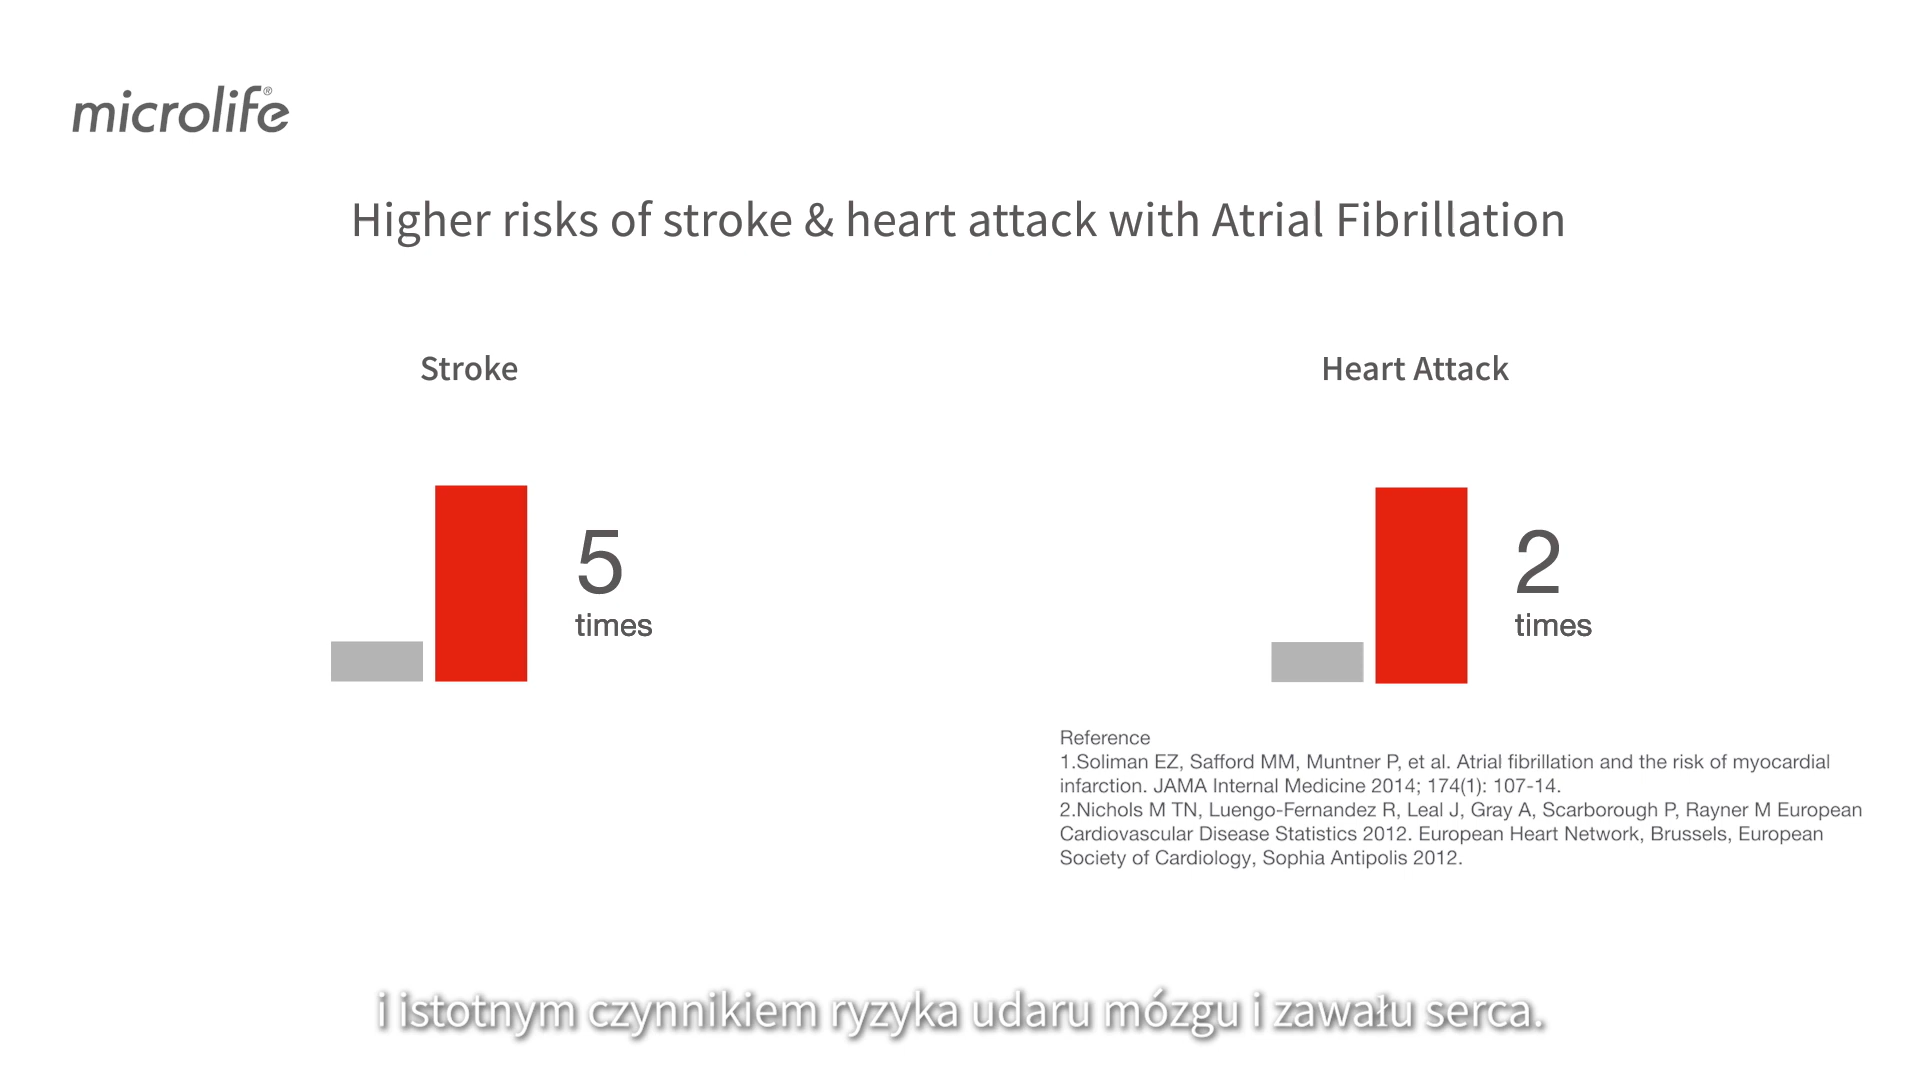 microlife®
Higher risks of stroke & heart attack with Atrial Fibrillation
Stroke
Heart Attack
5
times
2
times
Reference
1.Soliman EZ, Safford MM, Muntner P, et al. Atrial fibrillation and the risk of myocardial
infarction. JAMA Internal Medicine 2014; 174(1): 107-14.
2.Nichols M TN, Luengo-Fernandez R, Leal J, Gray A, Scarborough P, Rayner M European
Cardiovascular Disease Statistics 2012. European Heart Network, Brussels, European
Society of Cardiology, Sophia Antipolis 2012.
i istotnym czynnikiem ryzyka udaru mózgu i zawału serca.